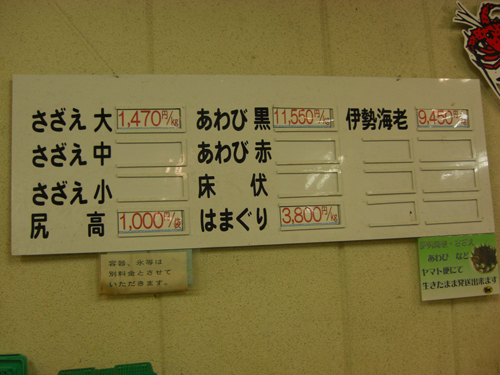 さざえ 大 1,470円/kg あわび 黒 11,560円/kg 伊勢海老 9,450円/kg
さざえ 中 あわび 赤
さざえ 小 床 伏
尻 高 1,000円/袋 はまぐり 3,800円/kg
容器、氷等は
別料金とさせて
いただきます。
あわび など
ヤマト便にて
生きたまま発送出来ます